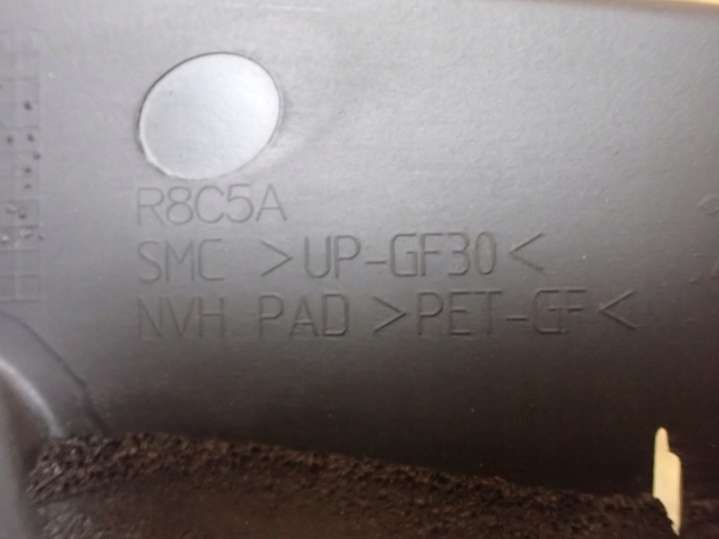 R8C5A
SMC >UP-GF30<
NVH PAD >PET-GF<